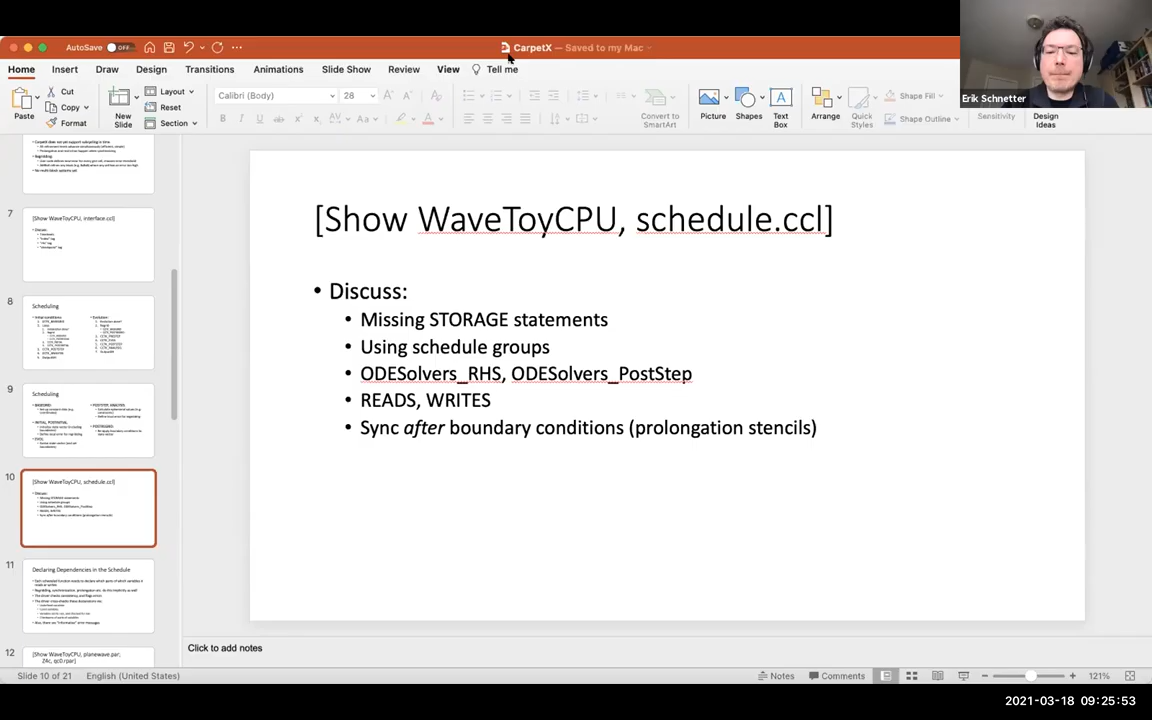 AutoSave OFF
CarpetX — Saved to my Mac
Home Insert Draw Design Transitions Animations Slide Show Review View Tell me
Erik Schnetter
Paste
Cut
Copy
Format
New Slide
Layout
Reset
Section
Calibri (Body) 28
Convert to SmartArt
Picture
Shapes
Text Box
Arrange
Quick Styles
Shape Fill
Shape Outline
Sensitivity
Design Ideas
7
[Show WaveToyCPU, interface.ccl]
8
Scheduling
9
Scheduling
10
[Show WaveToyCPU, schedule.ccl]
11
Declaring Dependencies in the Schedule
12
[Show WaveToyCPU, planewave.par;
[Show WaveToyCPU, schedule.ccl]
• Discuss:
• Missing STORAGE statements
• Using schedule groups
• ODESolvers_RHS, ODESolvers_PostStep
• READS, WRITES
• Sync after boundary conditions (prolongation stencils)
Click to add notes
Slide 10 of 21 English (United States)
Notes Comments 121%
2021-03-18 09:25:53